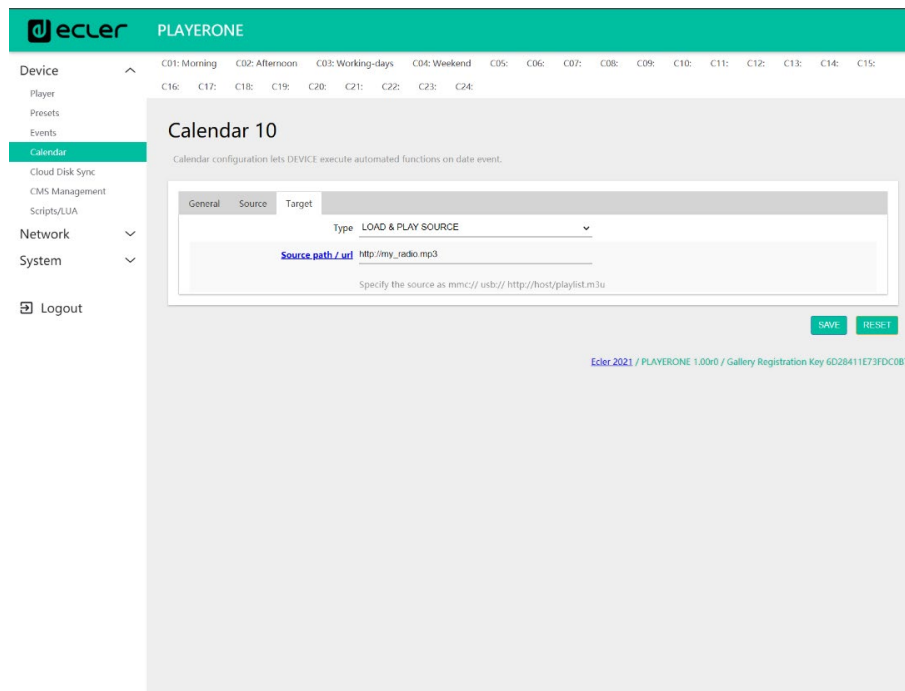 ecler PLAYERONE
Device
Player
Presets
Events
Calendar
Cloud Disk Sync
CMS Management
Scripts/LUA
Network
System
Logout
C01: Morning C02: Afternoon C03: Working-days C04: Weekend C05: C06: C07: C08: C09: C10: C11: C12: C13: C14: C15:
C16: C17: C18: C19: C20: C21: C22: C23: C24:
Calendar 10
Calendar configuration lets DEVICE execute automated functions on date event.
General Source Target
Type LOAD & PLAY SOURCE
Source path / url http://my_radio.mp3
Specify the source as mmc:// usb:// http://host/playlist.m3u
SAVE RESET
Ecler 2021 / PLAYERONE 1.00r0 / Gallery Registration Key 6D28411E73FDC0B